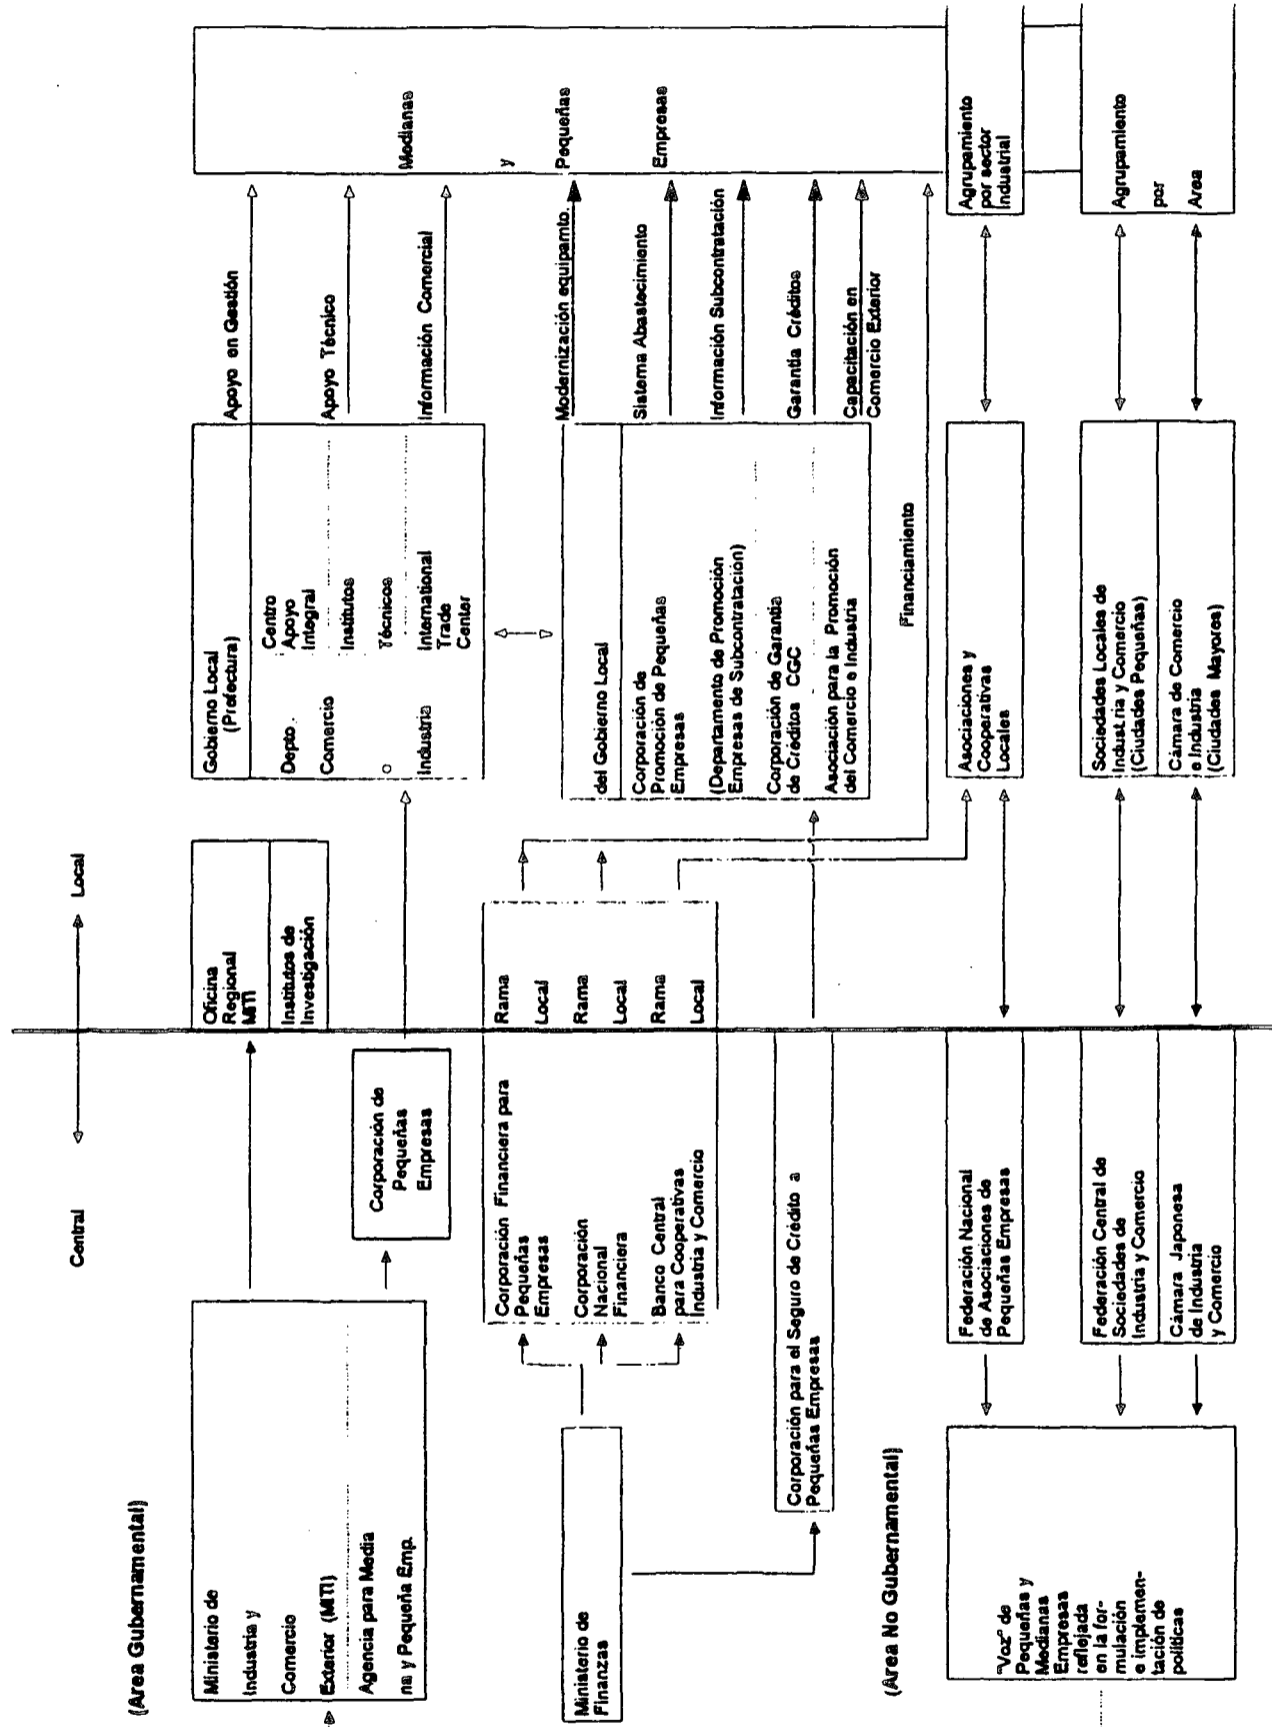 Central
Local
(Area Gubernamental)
Ministerio de
Industria y
Comercio
Exterior (MITI)
Agencia para Media
na y Pequeña Emp.
Corporación de
Pequeñas
Empresas
Oficina
Regional
MITI
Institutos de
Investigación
Gobierno Local
(Prefectura)
Depto.
Comercio
o
Industria
Centro
Apoyo
Integral
Institutos
Técnicos
International
Trade
Center
Apoyo en Gestión
Apoyo Técnico
Información Comercial
Medianas
y
Pequeñas
Empresas
Ministerio de
Finanzas
Corporación Financiera para
Pequeñas
Empresas
Corporación
Nacional
Financiera
Banco Central
para Cooperativas
Industria y Comercio
Rama
Local
Rama
Local
Rama
Local
Corporación para el Seguro de Crédito a
Pequeñas Empresas
del Gobierno Local
Corporación de
Promoción de Pequeñas
Empresas
(Departamento de Promoción
Empresas de Subcontratación)
Corporación de Garantía
de Créditos CGC
Asociación para la Promoción
del Comercio e Industria
Modernización equipamto.
Sistema Abastecimiento
Información Subcontratación
Garantía Créditos
Capacitación en
Comercio Exterior
Financiamiento
(Area No Gubernamental)
"Voz" de
Pequeñas y
Medianas
Empresas
reflejada
en la for-
mulación
e implemen-
tación de
políticas
Federación Nacional
de Asociaciones de
Pequeñas Empresas
Federación Central de
Sociedades de
Industria y Comercio
Cámara Japonesa
de Industria
y Comercio
Asociaciones y
Cooperativas
Locales
Sociedades Locales de
Industria y Comercio
(Ciudades Pequeñas)
Cámara de Comercio
e Industria
(Ciudades Mayores)
Agrupamiento
por sector
Industrial
Agrupamiento
por
Area